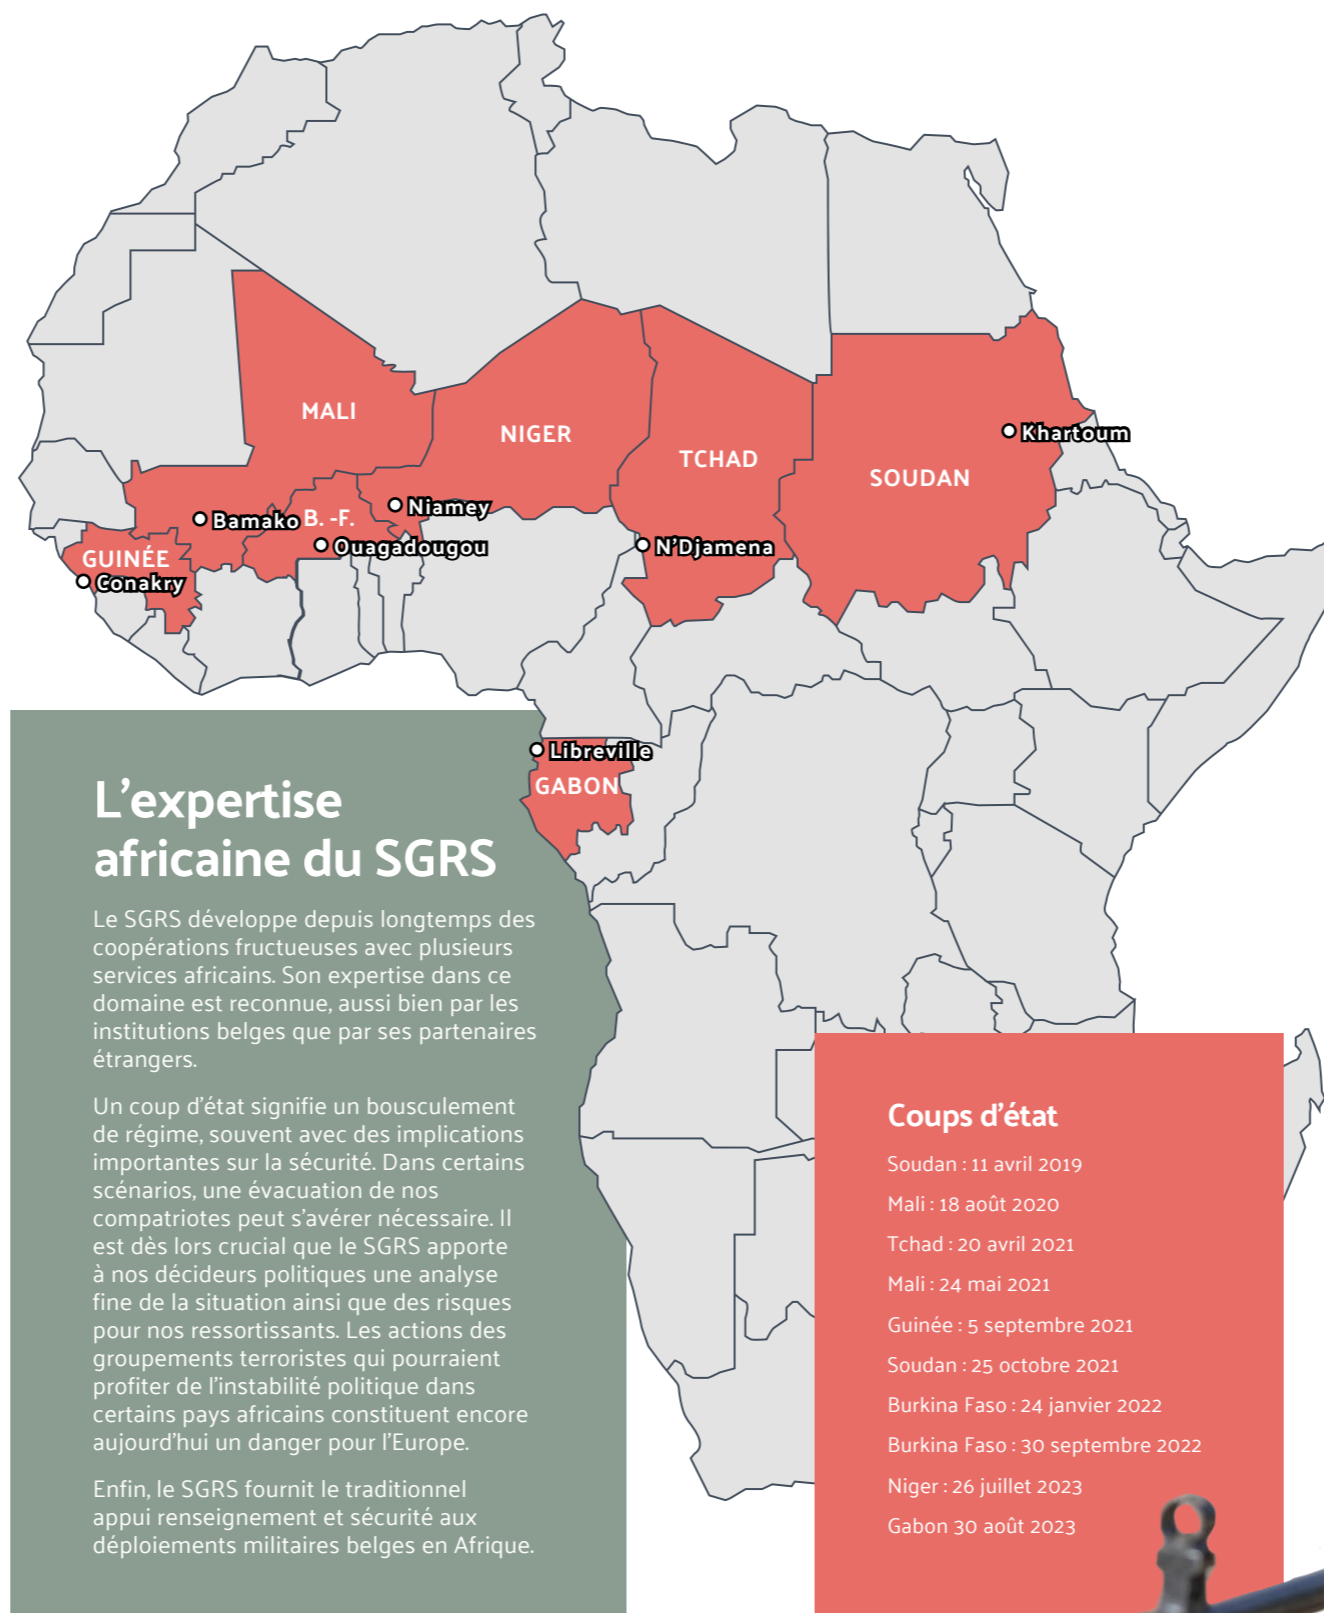 MALI
NIGER
TCHAD
SOUDAN
Khartoum
Bamako
B. -F.
Niamey
Ouagadougou
N'Djamena
GUINÉE
Conakry
Libreville
GABON
L'expertise
africaine du SGRS
Le SGRS développe depuis longtemps des
coopérations fructueuses avec plusieurs
services africains. Son expertise dans ce
domaine est reconnue, aussi bien par les
institutions belges que par ses partenaires
étrangers.
Un coup d'état signifie un bousculement
de régime, souvent avec des implications
importantes sur la sécurité. Dans certains
scénarios, une évacuation de nos
compatriotes peut s'avérer nécessaire. Il
est dès lors crucial que le SGRS apporte
à nos décideurs politiques une analyse
fine de la situation ainsi que des risques
pour nos ressortissants. Les actions des
groupements terroristes qui pourraient
profiter de l'instabilité politique dans
certains pays africains constituent encore
aujourd'hui un danger pour l'Europe.
Enfin, le SGRS fournit le traditionnel
appui renseignement et sécurité aux
déploiements militaires belges en Afrique.
Coups d'état
Soudan : 11 avril 2019
Mali : 18 août 2020
Tchad : 20 avril 2021
Mali : 24 mai 2021
Guinée : 5 septembre 2021
Soudan : 25 octobre 2021
Burkina Faso : 24 janvier 2022
Burkina Faso : 30 septembre 2022
Niger : 26 juillet 2023
Gabon 30 août 2023